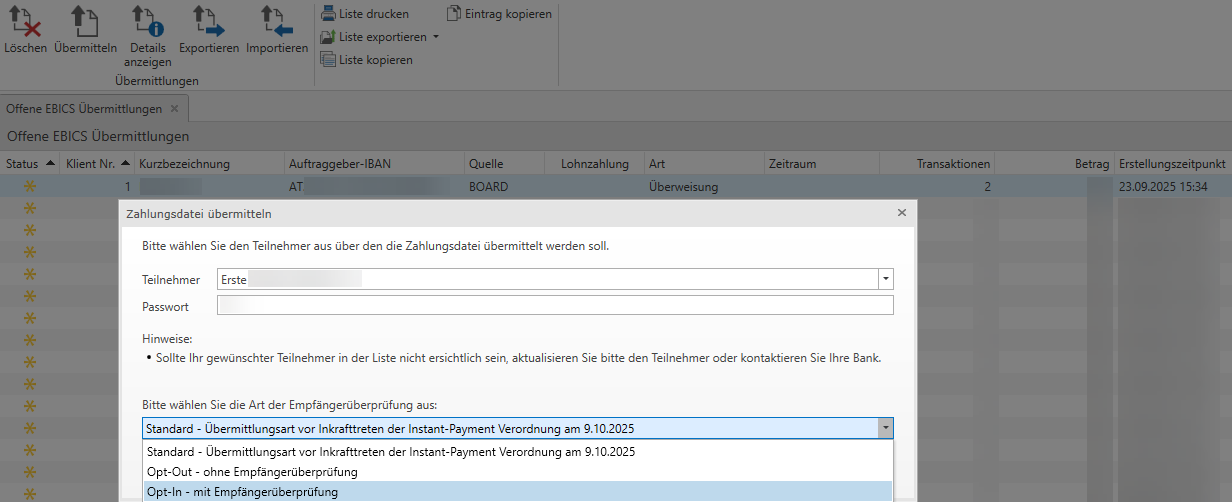 Löschen Übermitteln Details anzeigen Exportieren Importieren
Liste drucken
Liste exportieren
Liste kopieren
Eintrag kopieren
Übermittlungen
Offene EBICS Übermittlungen ×
Offene EBICS Übermittlungen
Status Klient Nr. Kurzbezeichnung Auftraggeber-IBAN Quelle Lohnzahlung Art Zeitraum Transaktionen Betrag Erstellungszeitpunkt
1 AT BOARD Überweisung 2 23.09.2025 15:34
Zahlungsdatei übermitteln ×
Bitte wählen Sie den Teilnehmer aus über den die Zahlungsdatei übermittelt werden soll.
Teilnehmer Erste
Passwort
Hinweise:
• Sollte Ihr gewünschter Teilnehmer in der Liste nicht ersichtlich sein, aktualisieren Sie bitte den Teilnehmer oder kontaktieren Sie Ihre Bank.
Bitte wählen Sie die Art der Empfängerüberprüfung aus:
Standard - Übermittlungsart vor Inkrafttreten der Instant-Payment Verordnung am 9.10.2025
Standard - Übermittlungsart vor Inkrafttreten der Instant-Payment Verordnung am 9.10.2025
Opt-Out - ohne Empfängerüberprüfung
Opt-In - mit Empfängerüberprüfung